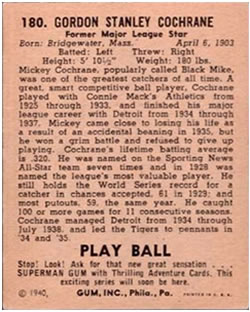 180. GORDON STANLEY COCHRANE
Former Major League Star
Born: Bridgewater, Mass. April 6, 1903
Batted: Left Throw: Right
Height: 5' 10½" Weight: 180 lbs.
Mickey Cochrane, popularly called Black Mike,
was one of the greatest catchers of all time. A
great, smart competitive ball player, Cochrane
played with Connie Mack's Athletics from
1925 through 1933, and finished his major
league career with Detroit from 1934 through
1937. Mickey came close to losing his life as
a result of an accidental beaning in 1935, but
he won a grim battle and refused to give up
playing. Cochrane's lifetime batting average
is .320. He was named on the Sporting News
All-Star team seven times and in 1928 was
named the league's most valuable player. He
still holds the World Series record for a
catcher in chances accepted. 61 in 1929; and
most putouts, 59, the same year. He caught
100 or more games for 11 consecutive seasons.
Cochrane managed Detroit from 1934 through
July 1938. and led the Tigers to pennants in
'34 and '35.
PLAY BALL
Stop! Look! Ask for that new great sensation ...
SUPERMAN GUM with Thrilling Adventure Cards. This
exciting series will soon be here.
© 1940, GUM, INC., Phila., Pa. PRINTED IN U. S. A.